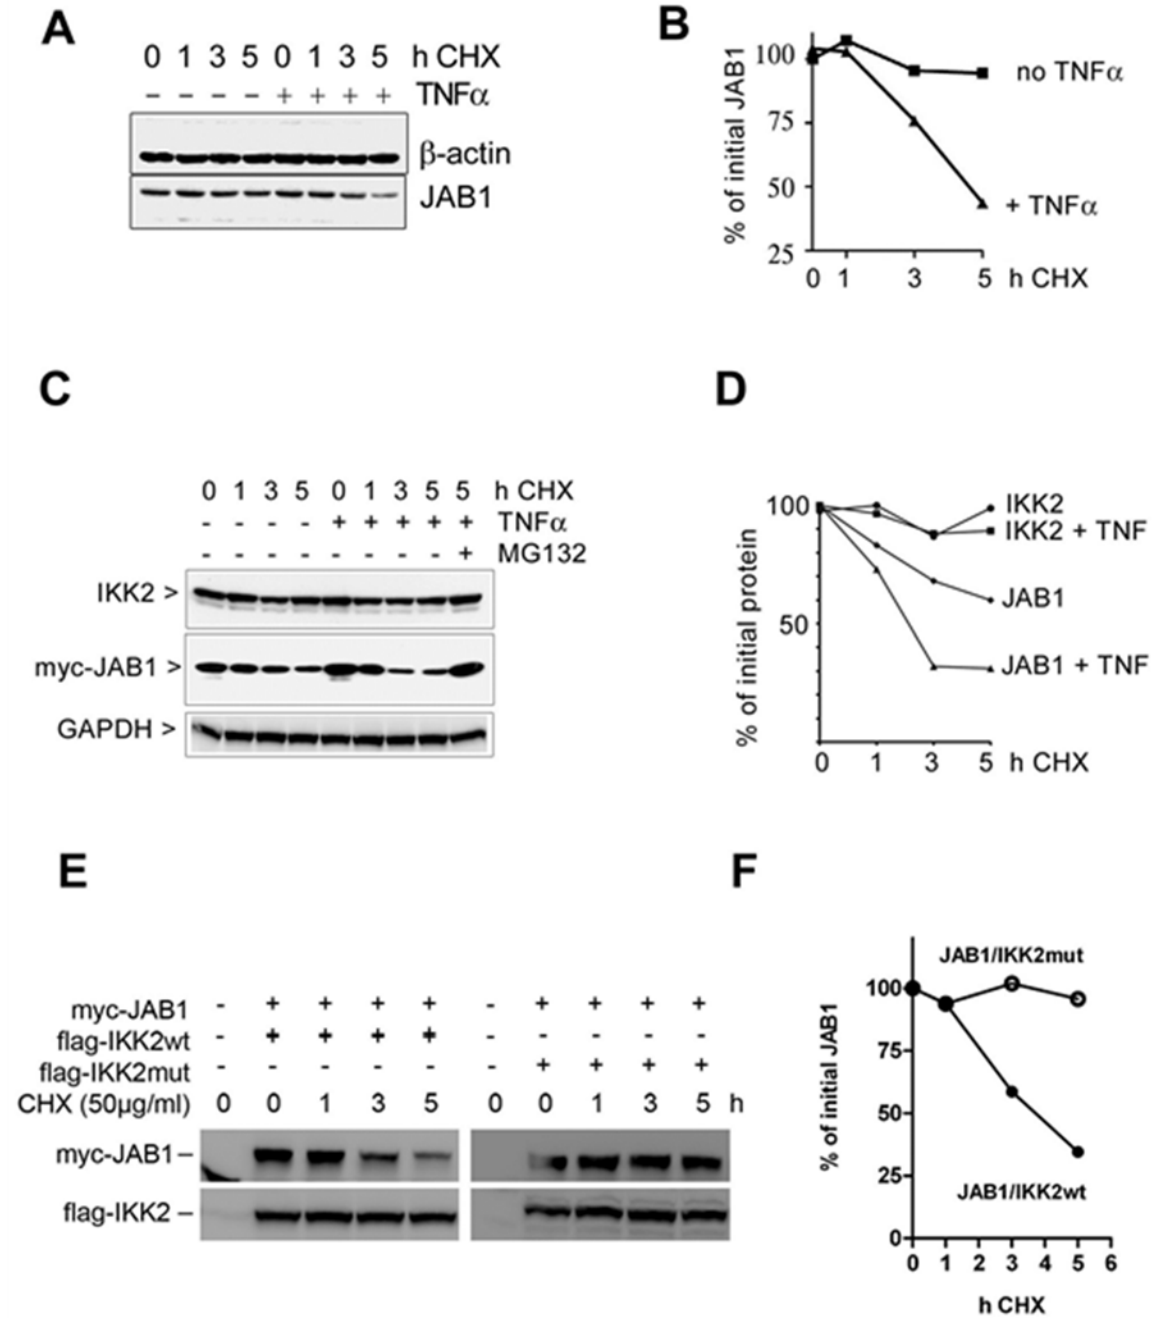 A
0 1 3 5 0 1 3 5 h CHX
– – – – + + + + TNFα
β-actin
JAB1
B
% of initial JAB1
100
75
50
25
0 1 3 5 h CHX
no TNFα
+ TNFα
C
0 1 3 5 0 1 3 5 5 h CHX
- - - - + + + + + TNFα
- - - - - - - - + MG132
IKK2 >
myc-JAB1 >
GAPDH >
D
% of initial protein
100
50
0 1 3 5 h CHX
IKK2
IKK2 + TNF
JAB1
JAB1 + TNF
E
myc-JAB1 - + + + + - + + + +
flag-IKK2wt - + + + + - - - - -
flag-IKK2mut - - - - - - + + + +
CHX (50µg/ml) 0 0 1 3 5 0 0 1 3 5 h
myc-JAB1 –
flag-IKK2 –
F
% of initial JAB1
100
75
50
25
0
0 1 2 3 4 5 6
h CHX
JAB1/IKK2mut
JAB1/IKK2wt